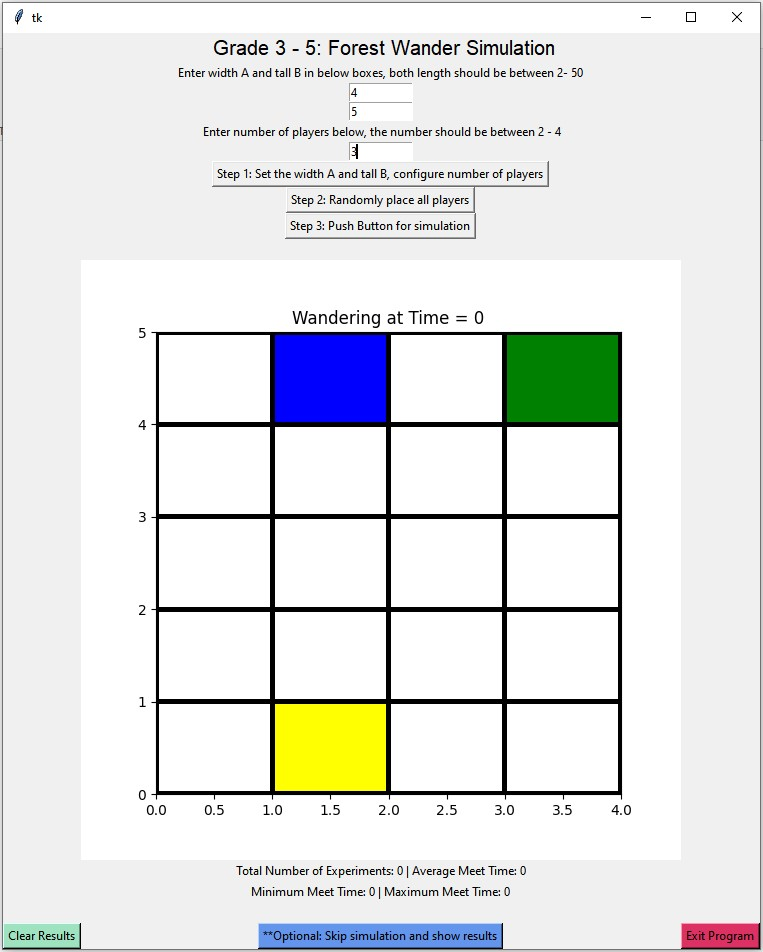 tk
Grade 3 - 5: Forest Wander Simulation
Enter width A and tall B in below boxes, both length should be between 2- 50
4
5
Enter number of players below, the number should be between 2 - 4
3
Step 1: Set the width A and tall B, configure number of players
Step 2: Randomly place all players
Step 3: Push Button for simulation
Wandering at Time = 0
5
4
3
2
1
0
0.0 0.5 1.0 1.5 2.0 2.5 3.0 3.5 4.0
Total Number of Experiments: 0 | Average Meet Time: 0
Minimum Meet Time: 0 | Maximum Meet Time: 0
Clear Results **Optional: Skip simulation and show results Exit Program